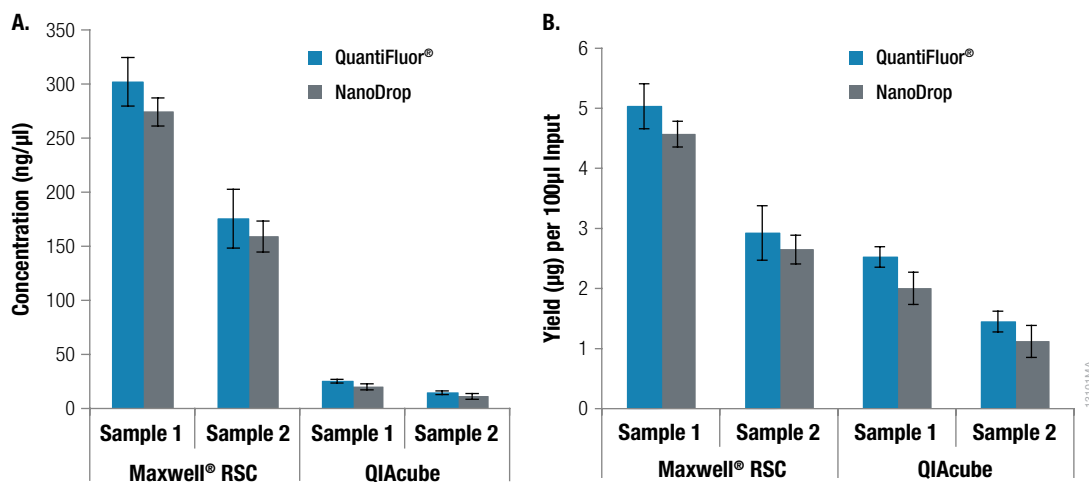 A.
Concentration (ng/µl)
350
300
250
200
150
100
50
0
QuantiFluor®
NanoDrop
Sample 1
Sample 2
Sample 1
Sample 2
Maxwell® RSC
QIAcube
B.
Yield (µg) per 100µl Input
6
5
4
3
2
1
0
QuantiFluor®
NanoDrop
Sample 1
Sample 2
Sample 1
Sample 2
Maxwell® RSC
QIAcube
13101MA